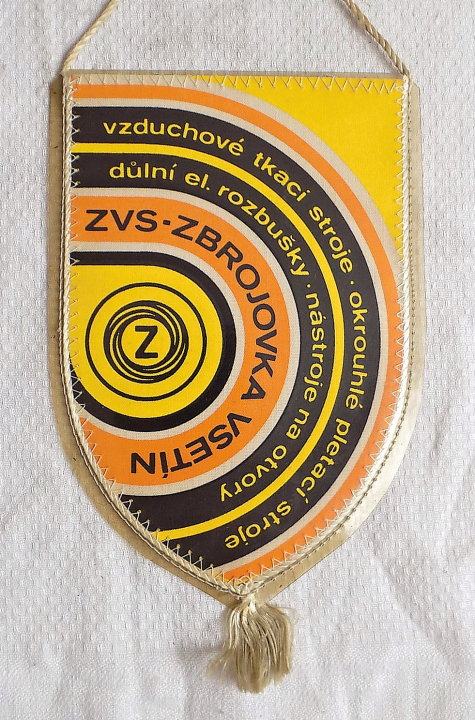 vzduchové tkací stroje · okrouhlé pletací stroje
důlní el. rozbušky · nástroje na otvory
ZVS-ZBROJOVKA VSETÍN
Z